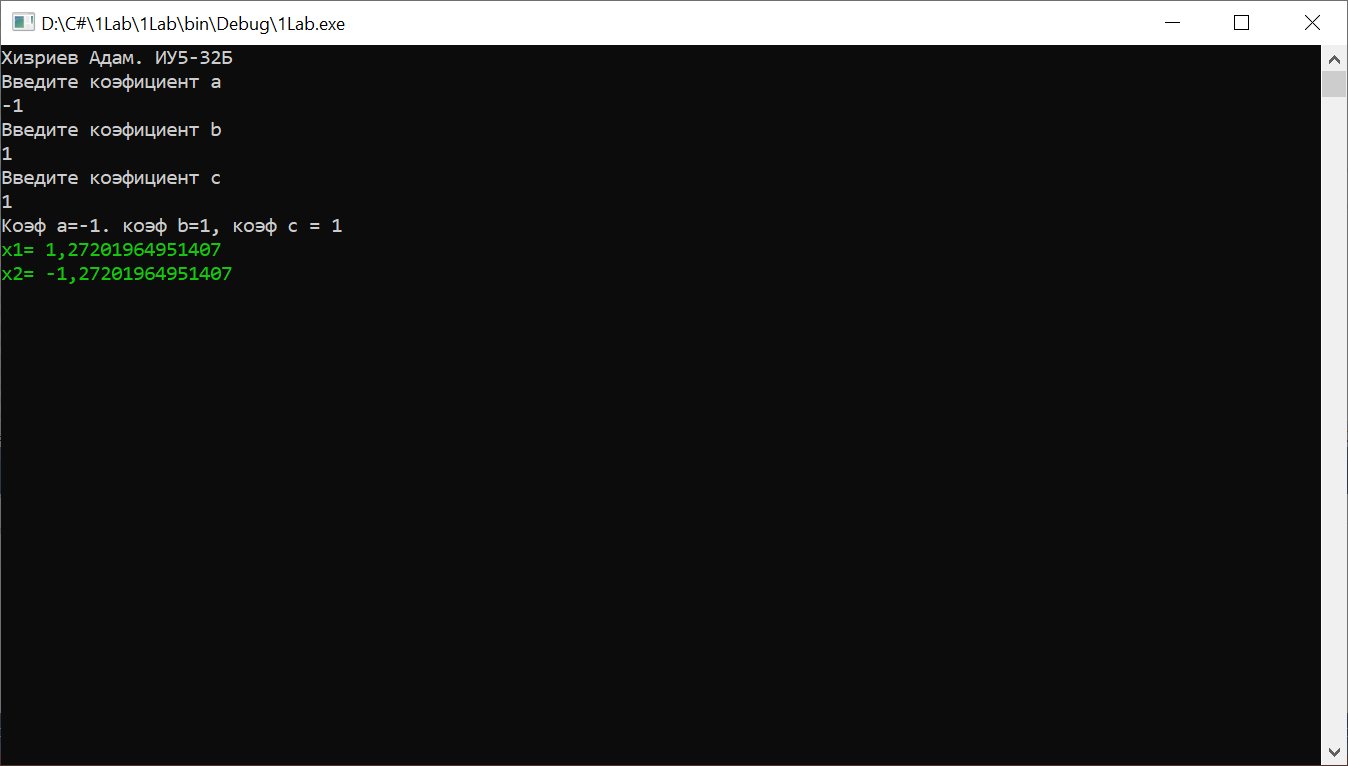 D:\C#\1Lab\1Lab\bin\Debug\1Lab.exe
Хизриев Адам. ИУ5-32Б
Введите коэфициент a
-1
Введите коэфициент b
1
Введите коэфициент c
1
Коэф a=-1. коэф b=1, коэф c = 1
x1= 1,27201964951407
x2= -1,27201964951407